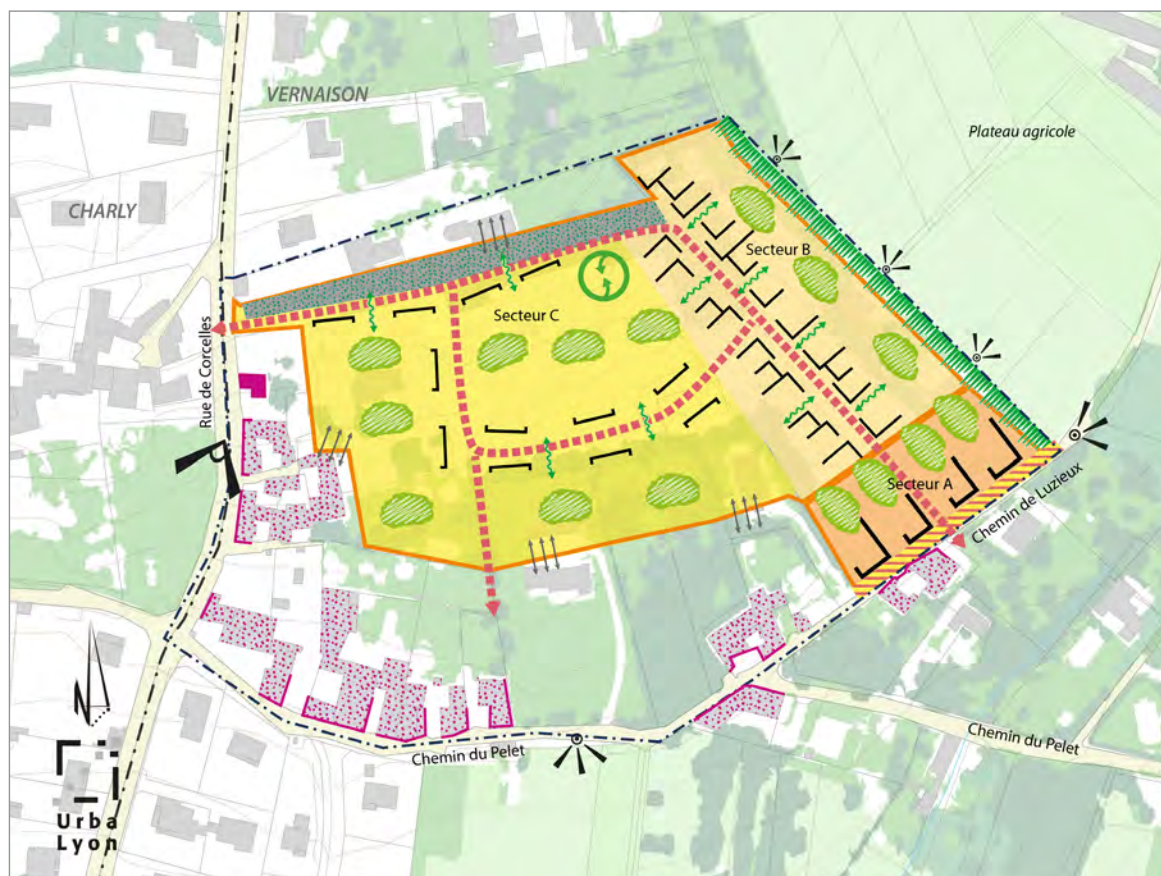 VERNAISON
Plateau agricole
CHARLY
Secteur B
Secteur C
Rue de Corcelles
Secteur A
Chemin de Luzieux
N
Chemin du Pelet
Chemin du Pelet
Urba
Lyon